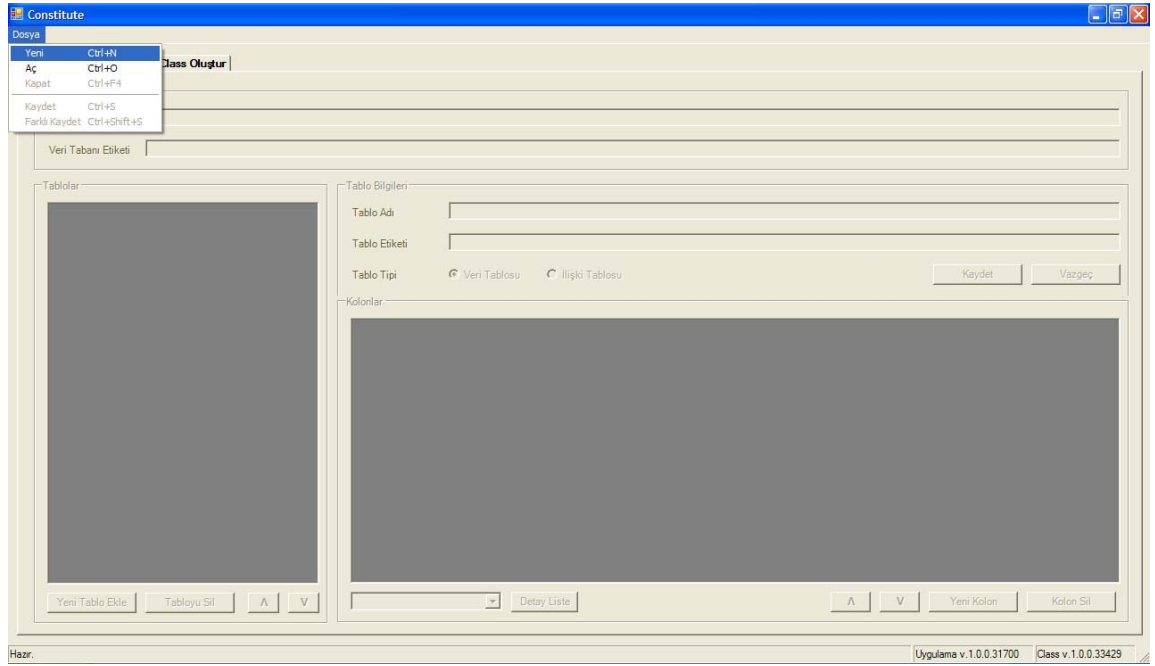 Constitute
Dosya
Yeni Ctrl+N
Aç Ctrl+O
Kapat Ctrl+F4
Kaydet Ctrl+S
Farklı Kaydet Ctrl+Shift+S
Class Oluştur
Veri Tabanı Etiketi
Tablolar
Yeni Tablo Ekle Tabloyu Sil Λ V
Tablo Bilgileri
Tablo Adı
Tablo Etiketi
Tablo Tipi Veri Tablosu Ilişki Tablosu Kaydet Vazgeç
Kolonlar
Detay Liste Λ V Yeni Kolon Kolon Sil
Hazır. Uygulama v.1.0.0.31700 Class v.1.0.0.33429